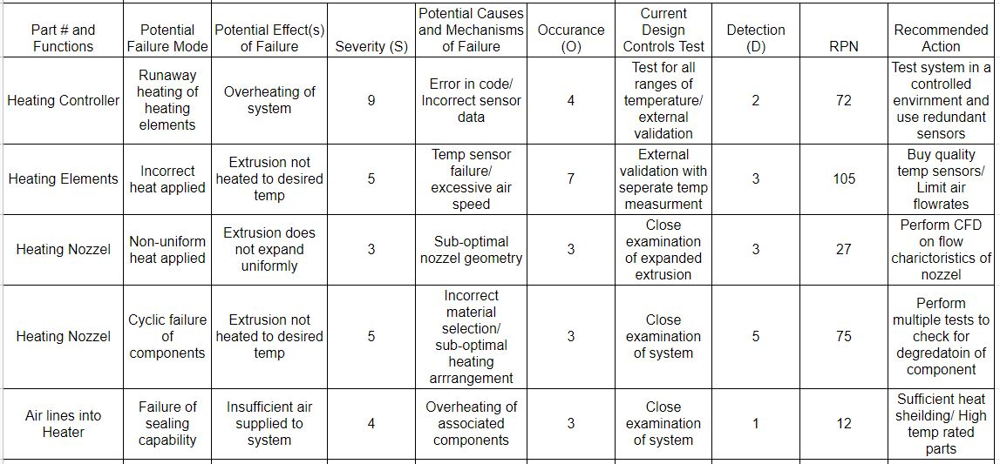 Part # and
Functions
Potential
Failure Mode
Potential Effect(s)
of Failure
Severity (S)
Potential Causes
and Mechanisms
of Failure
Occurance
(O)
Current
Design
Controls Test
Detection
(D)
RPN
Recommended
Action
Heating Controller
Runaway
heating of
heating
elements
Overheating of
system
9
Error in code/
Incorrect sensor
data
4
Test for all
ranges of
temperature/
external
validation
2
72
Test system in a
controlled
envirnment and
use redundant
sensors
Heating Elements
Incorrect
heat applied
Extrusion not
heated to desired
temp
5
Temp sensor
failure/
excessive air
speed
7
External
validation with
seperate temp
measurment
3
105
Buy quality
temp sensors/
Limit air
flowrates
Heating Nozzel
Non-uniform
heat applied
Extrusion does
not expand
uniformly
3
Sub-optimal
nozzel geometry
3
Close
examination
of expanded
extrusion
3
27
Perform CFD
on flow
charictoristics of
nozzel
Heating Nozzel
Cyclic failure
of
components
Extrusion not
heated to desired
temp
5
Incorrect
material
selection/
sub-optimal
heating
arrrangement
3
Close
examination
of system
5
75
Perform
multiple tests to
check for
degredatoin of
component
Air lines into
Heater
Failure of
sealing
capability
Insufficient air
supplied to
system
4
Overheating of
associated
components
3
Close
examination
of system
1
12
Sufficient heat
sheilding/ High
temp rated
parts